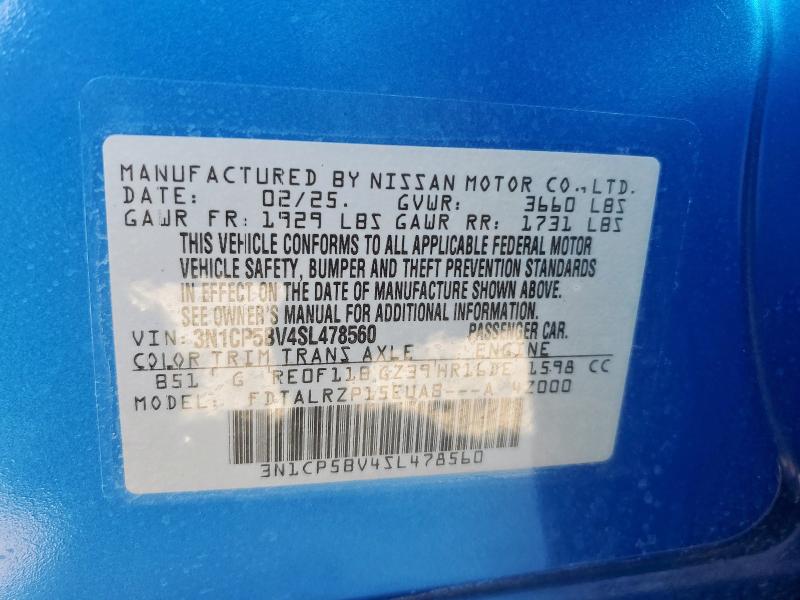 MANUFACTURED BY NISSAN MOTOR CO.,LTD.
DATE: 02/25. GVWR: 3660 LBS
GAWR FR: 1929 LBS GAWR RR: 1731 LBS
THIS VEHICLE CONFORMS TO ALL APPLICABLE FEDERAL MOTOR
VEHICLE SAFETY, BUMPER AND THEFT PREVENTION STANDARDS
IN EFFECT ON THE DATE OF MANUFACTURE SHOWN ABOVE.
SEE OWNER'S MANUAL FOR ADDITIONAL INFORMATION.
VIN: 3N1CP5BV4SL478560 PASSENGER CAR.
COLOR TRIM TRANS AXLE ENGINE
B51 G RE0F11B GZ39 HR16DE 1598 CC
MODEL: FDTALRZP15EUAB---A 4Z000
3N1CP5BV4SL478560